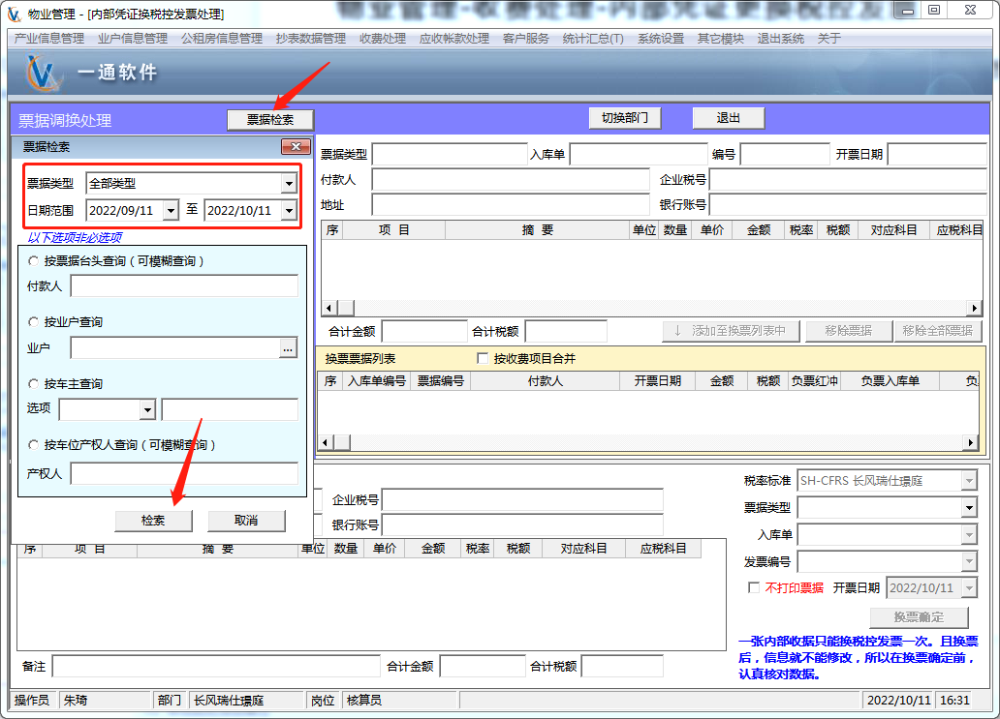 物业管理 - [内部凭证换税控发票处理]
物业管理-收费处理-内部凭证更换税控发
产业信息管理 业户信息管理 公租房信息管理 抄表数据管理 收费处理 应收帐款处理 客户服务 统计汇总(T) 系统设置 其它模块 退出系统 关于
一通软件
票据调换处理 票据检索 切换部门 退出
票据检索
票据类型 全部类型
日期范围 2022/09/11 至 2022/10/11
以下选项非必选项
按票据台头查询（可模糊查询）
付款人
按业户查询
业户 ...
按车主查询
选项
按车位产权人查询（可模糊查询）
产权人
检索 取消
票据类型 入库单 编号 开票日期
付款人 企业税号
地址 银行账号
序 项 目 摘 要 单位 数量 单价 金额 税率 税额 对应科目 应税科目
合计金额 合计税额 ↓ 添加至换票列表中 移除票据 移除全部票据
换票票据列表 按收费项目合并
序 入库单编号 票据编号 付款人 开票日期 金额 税额 负票红冲 负票入库单 负
企业税号
银行账号
序 项 目 摘 要 单位 数量 单价 金额 税率 税额 对应科目 应税科目
备注 合计金额 合计税额
税率标准 SH-CFRS 长风瑞仕璟庭
票据类型
入库单
发票编号
不打印票据 开票日期 2022/10/11
换票确定
一张内部收据只能换税控发票一次。且换票
后，信息就不能修改，所以在换票确定前，
认真核对数据。
操作员 朱琦 部门 长风瑞仕璟庭 岗位 核算员 2022/10/11 16:31